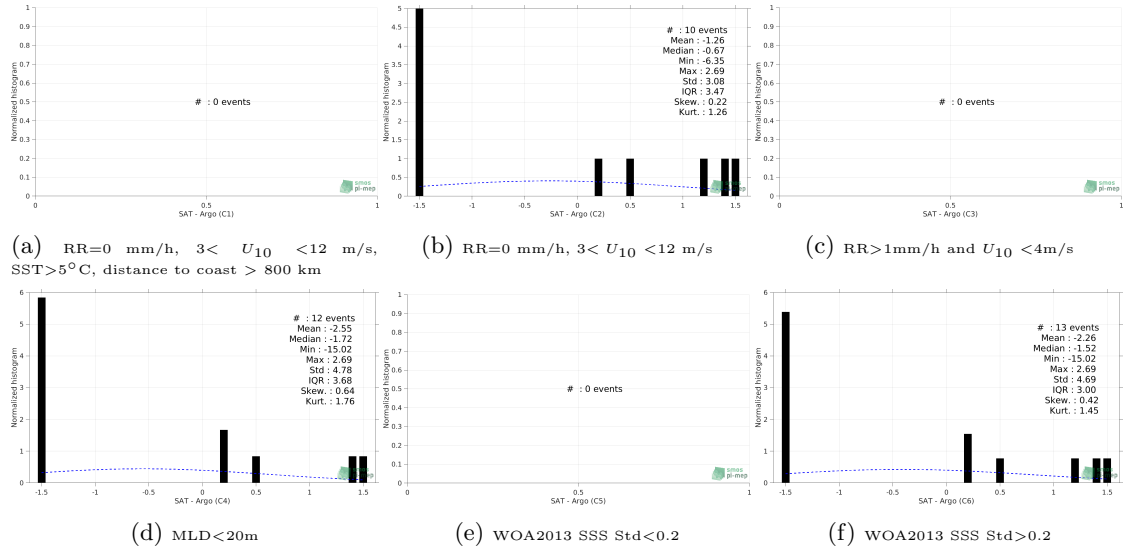 Normalized histogram
1
0.9
0.8
0.7
0.6
0.5
0.4
0.3
0.2
0.1
0
# : 0 events
smos
pi-mep
0 0.5 1
SAT - Argo (C1)
(a) RR=0 mm/h, 3< U10 <12 m/s,
SST>5°C, distance to coast > 800 km
Normalized histogram
5
4.5
4
3.5
3
2.5
2
1.5
1
0.5
0
# : 10 events
Mean : -1.26
Median : -0.67
Min : -6.35
Max : 2.69
Std : 3.08
IQR : 3.47
Skew. : 0.22
Kurt. : 1.26
smos
pi-mep
-1.5 -1 -0.5 0 0.5 1 1.5
SAT - Argo (C2)
(b) RR=0 mm/h, 3< U10 <12 m/s
Normalized histogram
1
0.9
0.8
0.7
0.6
0.5
0.4
0.3
0.2
0.1
0
# : 0 events
smos
pi-mep
0 0.5 1
SAT - Argo (C3)
(c) RR>1mm/h and U10 <4m/s
Normalized histogram
6
5
4
3
2
1
0
# : 12 events
Mean : -2.55
Median : -1.72
Min : -15.02
Max : 2.69
Std : 4.78
IQR : 3.68
Skew. : 0.64
Kurt. : 1.76
smos
pi-mep
-1.5 -1 -0.5 0 0.5 1 1.5
SAT - Argo (C4)
(d) MLD<20m
Normalized histogram
1
0.9
0.8
0.7
0.6
0.5
0.4
0.3
0.2
0.1
0
# : 0 events
smos
pi-mep
0 0.5 1
SAT - Argo (C5)
(e) WOA2013 SSS Std<0.2
Normalized histogram
6
5
4
3
2
1
0
# : 13 events
Mean : -2.26
Median : -1.52
Min : -15.02
Max : 2.69
Std : 4.69
IQR : 3.00
Skew. : 0.42
Kurt. : 1.45
smos
pi-mep
-1.5 -1 -0.5 0 0.5 1 1.5
SAT - Argo (C6)
(f) WOA2013 SSS Std>0.2